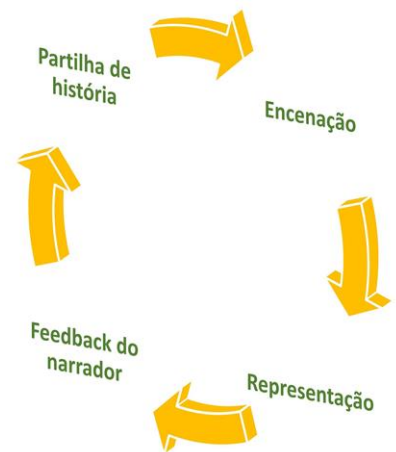 Partilha de
história
Encenação
Representação
Feedback do
narrador